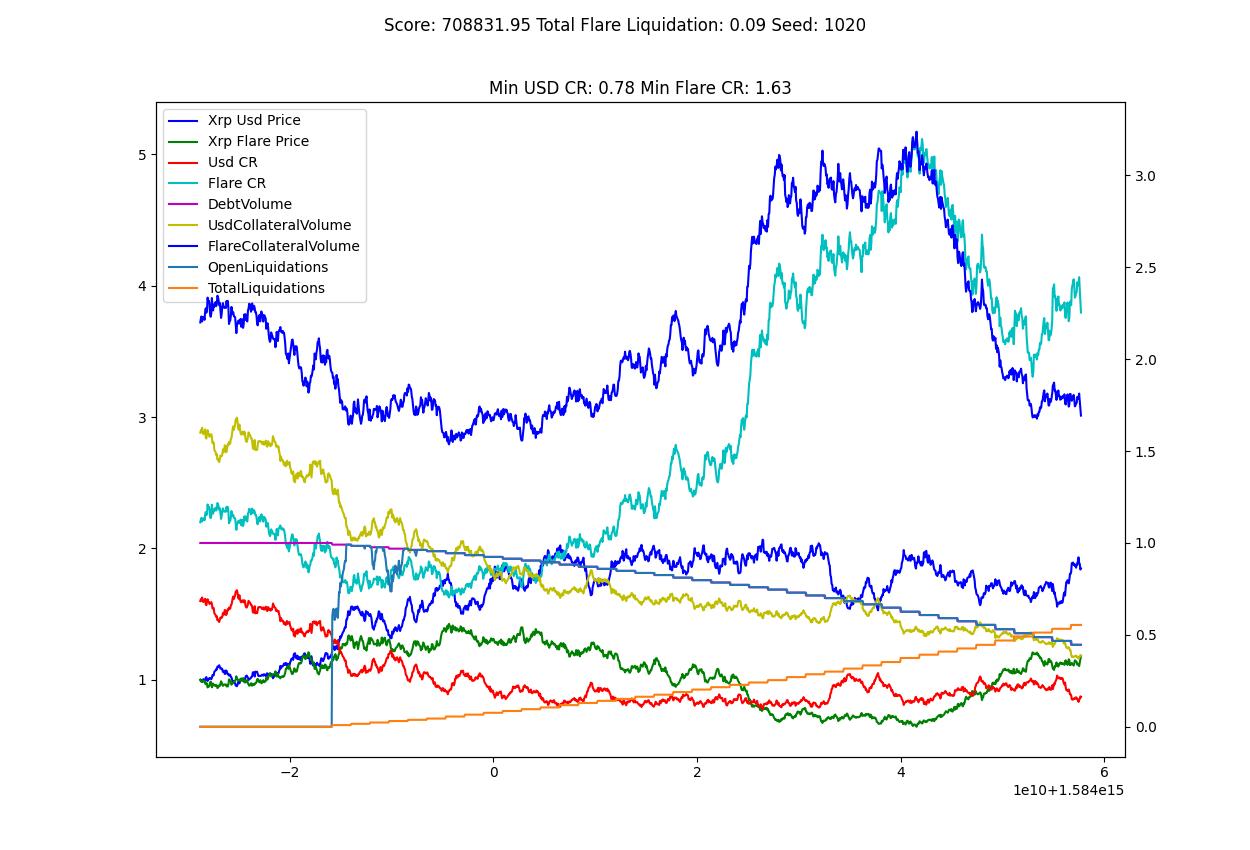 Score: 708831.95 Total Flare Liquidation: 0.09 Seed: 1020
Min USD CR: 0.78 Min Flare CR: 1.63
Xrp Usd Price
Xrp Flare Price
Usd CR
Flare CR
DebtVolume
UsdCollateralVolume
FlareCollateralVolume
OpenLiquidations
TotalLiquidations
5
4
3
2
1
3.0
2.5
2.0
1.5
1.0
0.5
0.0
−2 0 2 4 6
1e10+1.584e15